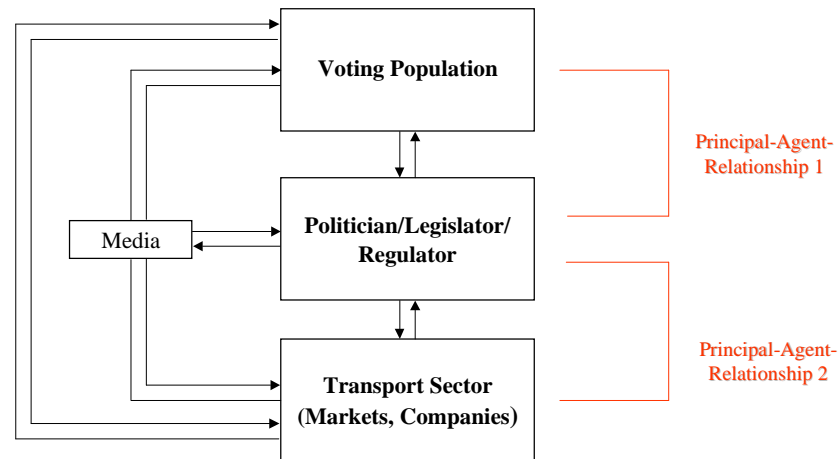 Voting Population
Principal-Agent-
Relationship 1
Politician/Legislator/
Regulator
Media
Principal-Agent-
Relationship 2
Transport Sector
(Markets, Companies)